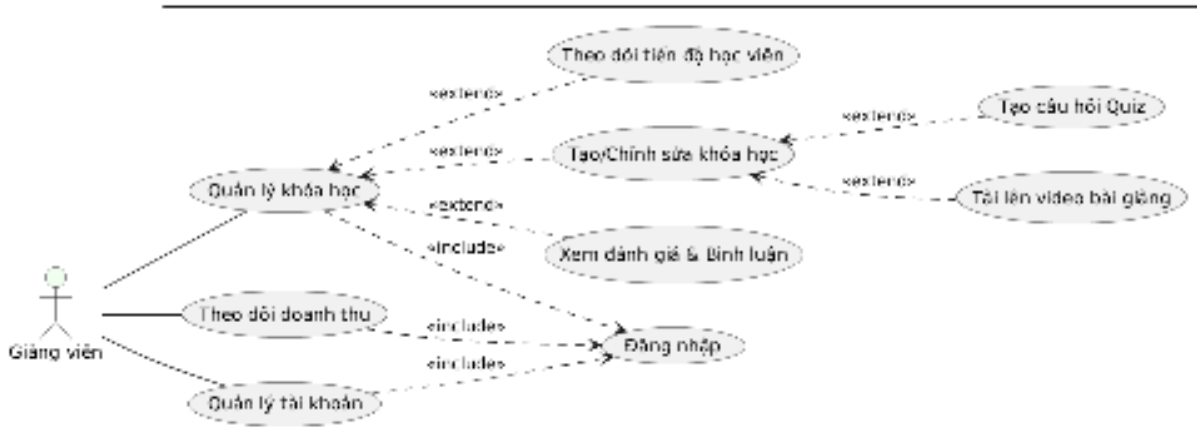 Theo dõi tiến độ học viên
«extend»
Tạo câu hỏi Quiz
«extend»
«extend»
Tạo/Chỉnh sửa khóa học
Quản lý khóa học
«extend»
Tải lên video bài giảng
«extend»
«include»
Xem đánh giá & Bình luận
Theo dõi doanh thu
«include»
Đăng nhập
Giảng viên
«include»
Quản lý tài khoản